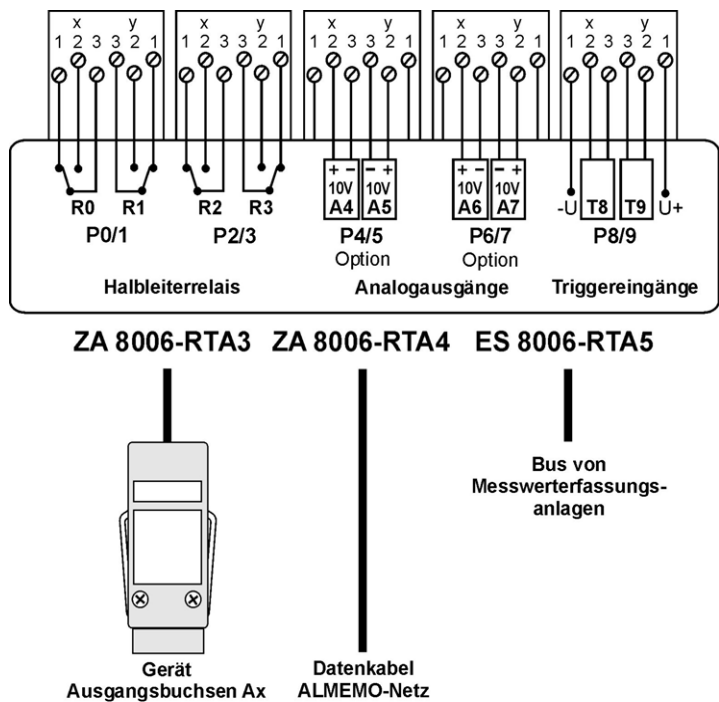 x y x y x y x y x y
1 2 3 3 2 1 1 2 3 3 2 1 1 2 3 3 2 1 1 2 3 3 2 1 1 2 3 3 2 1
+ - - + + - - +
10V 10V 10V 10V
R0 R1 R2 R3 A4 A5 A6 A7 -U T8 T9 U+
P0/1 P2/3 P4/5 P6/7 P8/9
Option Option
Halbleiterrelais Analogausgänge Triggereingänge
ZA 8006-RTA3 ZA 8006-RTA4 ES 8006-RTA5
Bus von
Messwerterfassungs-
anlagen
Gerät
Ausgangsbuchsen Ax
Datenkabel
ALMEMO-Netz